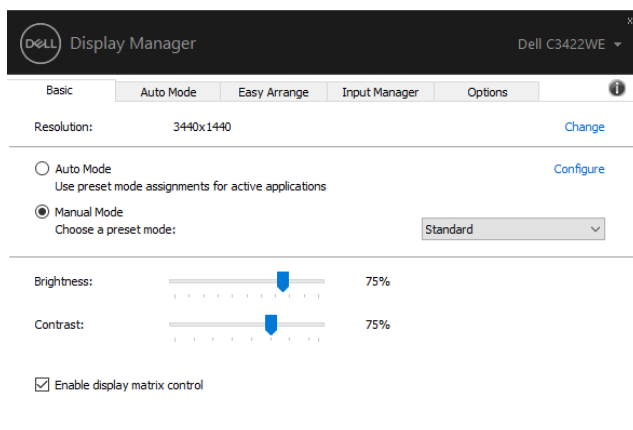 DELL Display Manager Dell C3422WE
Basic Auto Mode Easy Arrange Input Manager Options
Resolution: 3440x1440 Change
Auto Mode Configure
Use preset mode assignments for active applications
Manual Mode
Choose a preset mode: Standard
Brightness: 75%
Contrast: 75%
Enable display matrix control